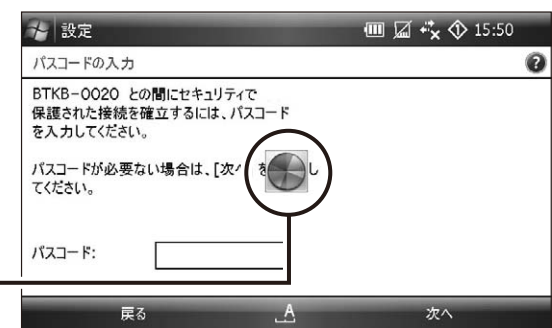 設定 15:50
パスコードの入力
BTKB-0020 との間にセキュリティで
保護された接続を確立するには、パスコード
を入力してください。
パスコードが必要ない場合は、[次へ し
てください。
パスコード:
戻る A 次へ